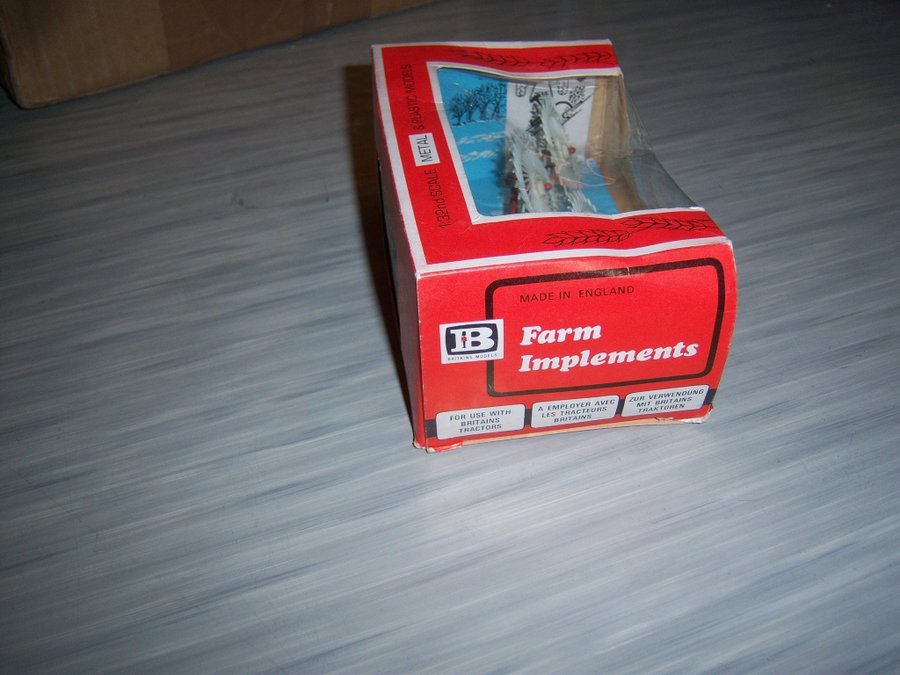 1:32nd SCALE METAL & PLASTIC MODELS
MADE IN ENGLAND
B
BRITAINS MODELS
Farm
Implements
FOR USE WITH
BRITAINS
TRACTORS
A EMPLOYER AVEC
LES TRACTEURS
BRITAINS
ZUR VERWENDUNG
MIT BRITAINS
TRAKTOREN